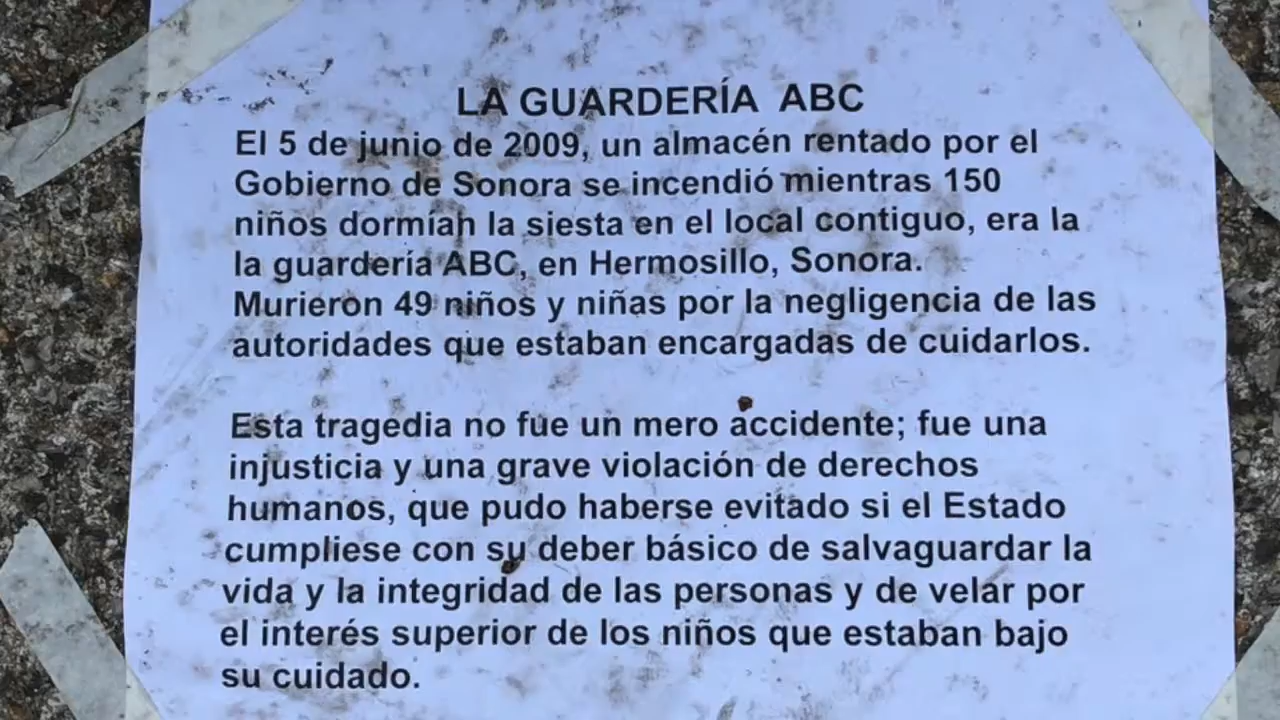 LA GUARDERÍA ABC
El 5 de junio de 2009, un almacén rentado por el
Gobierno de Sonora se incendió mientras 150
niños dormían la siesta en el local contiguo, era la
la guardería ABC, en Hermosillo, Sonora.
Murieron 49 niños y niñas por la negligencia de las
autoridades que estaban encargadas de cuidarlos.
Esta tragedia no fue un mero accidente; fue una
injusticia y una grave violación de derechos
humanos, que pudo haberse evitado si el Estado
cumpliese con su deber básico de salvaguardar la
vida y la integridad de las personas y de velar por
el interés superior de los niños que estaban bajo
su cuidado.